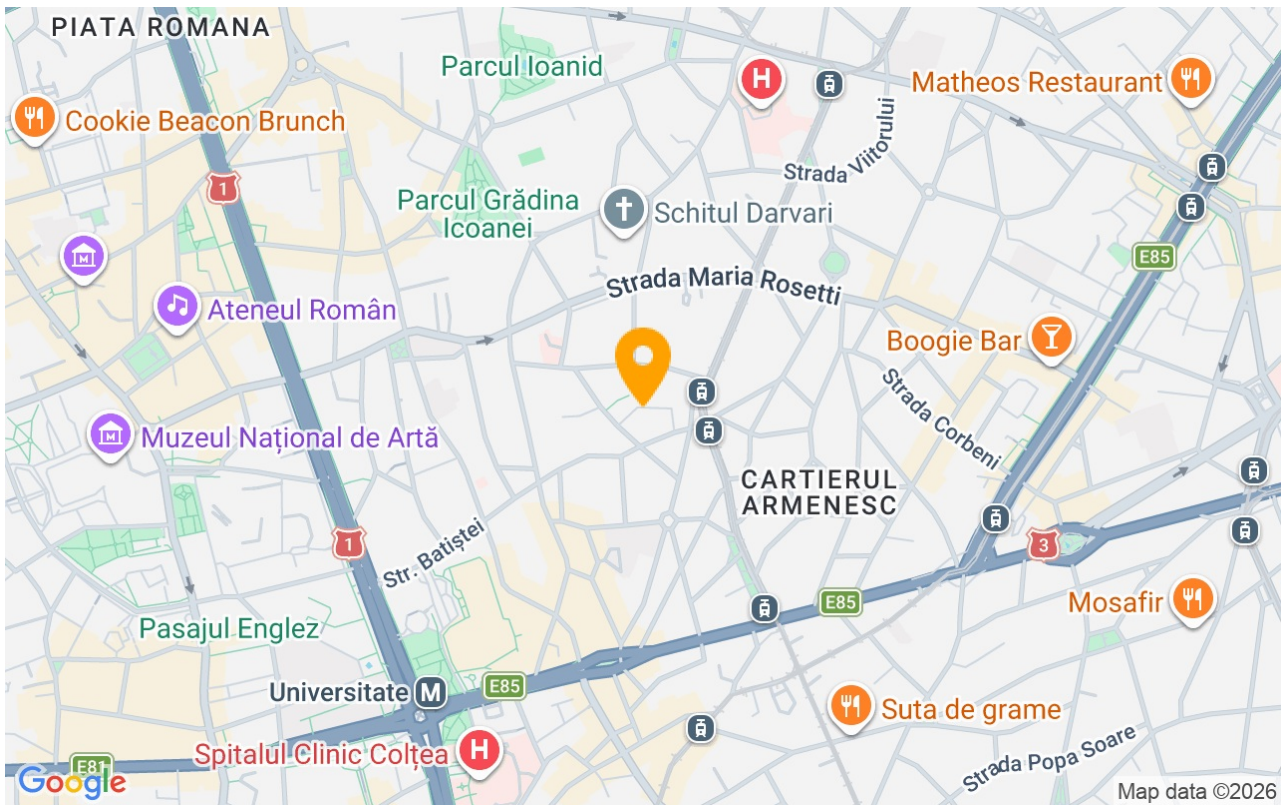 PIATA ROMANA
Parcul Ioanid
H
Matheos Restaurant
Cookie Beacon Brunch
Strada Viitorului
1
Parcul Grădina
Icoanei
Schitul Darvari
E85
M
Strada Maria Rosetti
Ateneul Român
Boogie Bar
Strada Corbeni
M
Muzeul Național de Artă
CARTIERUL
ARMENESC
1
3
Str. Batiștei
E85
Mosafir
Pasajul Englez
Universitate M
E85
Suta de grame
Spitalul Clinic Colțea
H
Strada Popa Soare
E81
Google
Map data ©2026